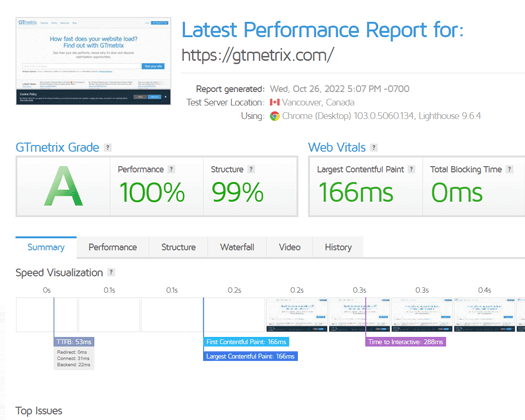 GTmetrix
How fast does your website load?
Find out with GTmetrix
Latest Performance Report for:
https://gtmetrix.com/
Report generated: Wed, Oct 26, 2022 5:07 PM -0700
Test Server Location: Vancouver, Canada
Using: Chrome (Desktop) 103.0.5060.134, Lighthouse 9.6.4
GTmetrix Grade ?
Web Vitals ?
A
Performance ?
100%
Structure ?
99%
Largest Contentful Paint ?
166ms
Total Blocking Time ?
0ms
Summary Performance Structure Waterfall Video History
Speed Visualization ?
0s 0.1s 0.1s 0.2s 0.2s 0.3s 0.3s 0.4s
TTFB: 53ms
Redirect: 0ms
Connect: 31ms
Backend: 22ms
First Contentful Paint: 166ms
Largest Contentful Paint: 166ms
Time to Interactive: 288ms
Top Issues